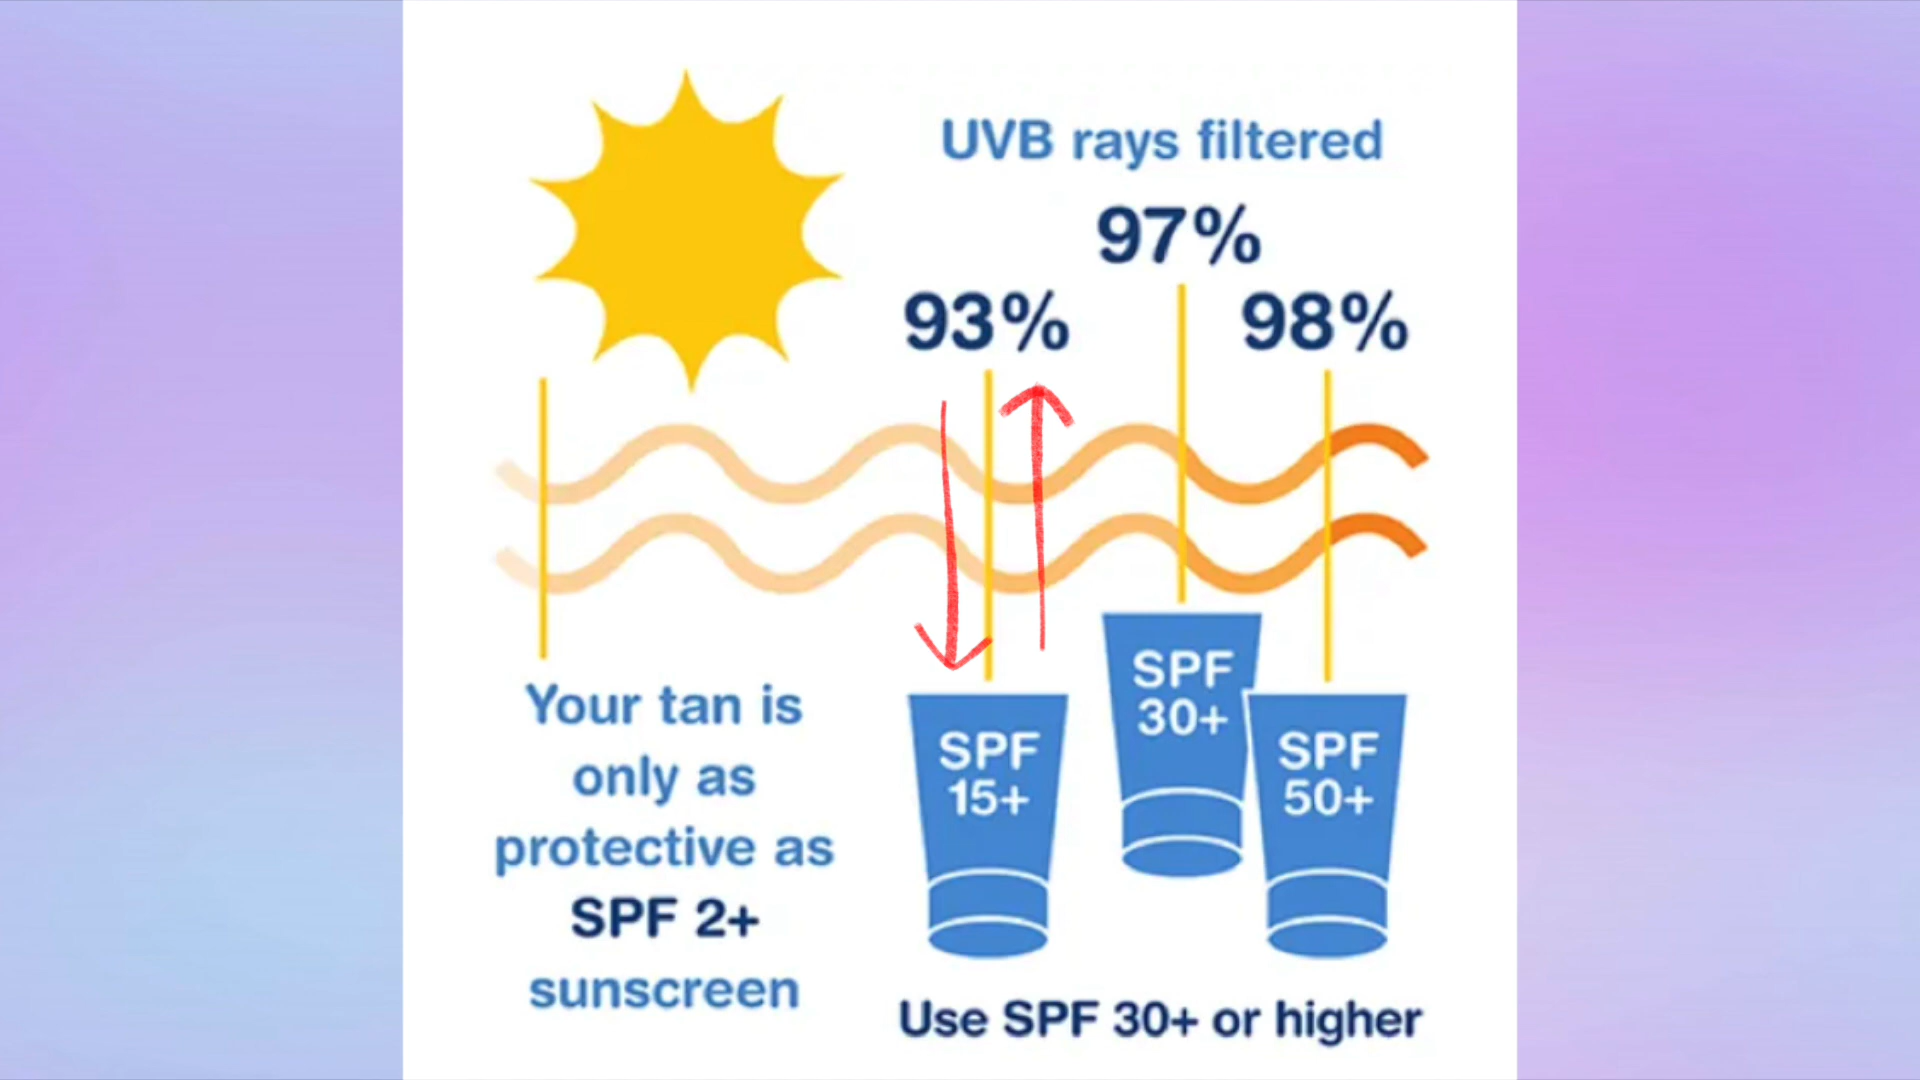 UVB rays filtered
97%
93%
98%
Your tan is
only as
protective as
SPF 2+
sunscreen
SPF
30+
SPF
15+
SPF
50+
Use SPF 30+ or higher